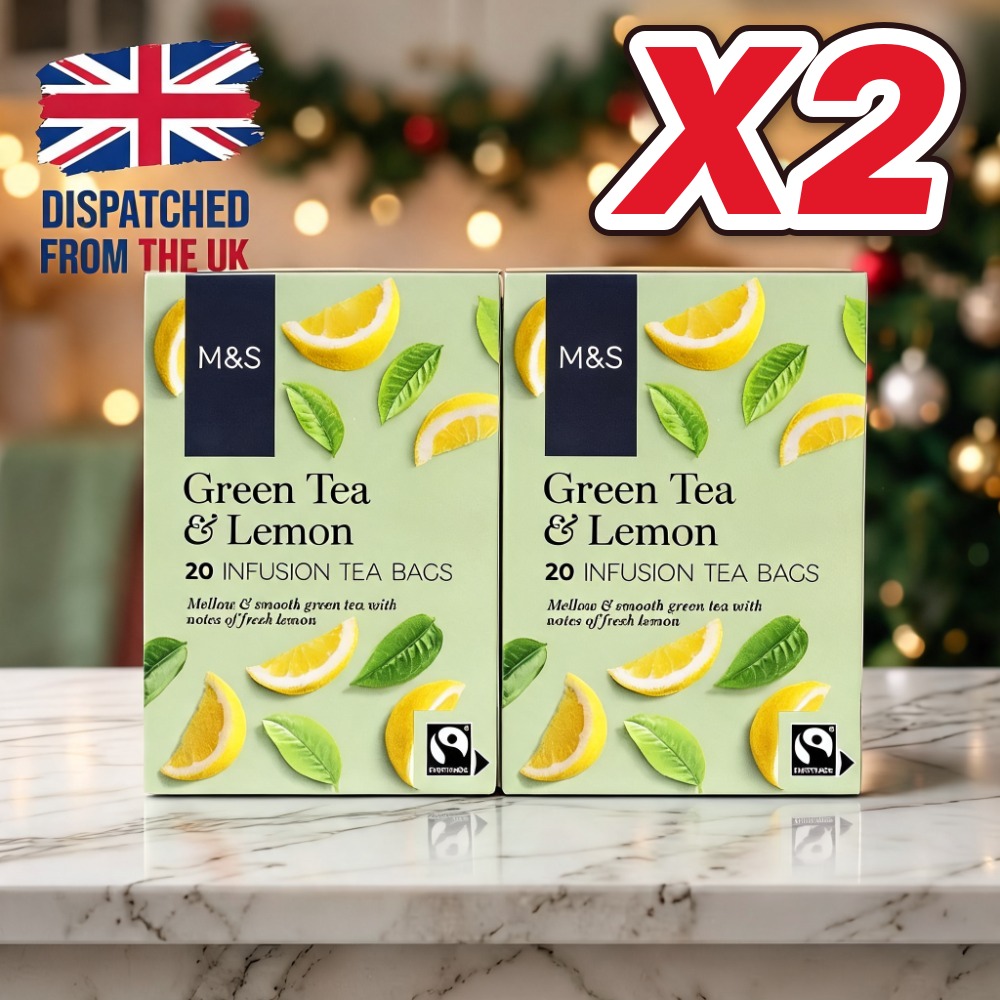 X2
DISPATCHED
FROM THE UK
M&S
Green Tea
& Lemon
20 INFUSION TEA BAGS
Mellow & smooth green tea with
notes of fresh lemon
M&S
Green Tea
& Lemon
20 INFUSION TEA BAGS
Mellow & smooth green tea with
notes of fresh lemon